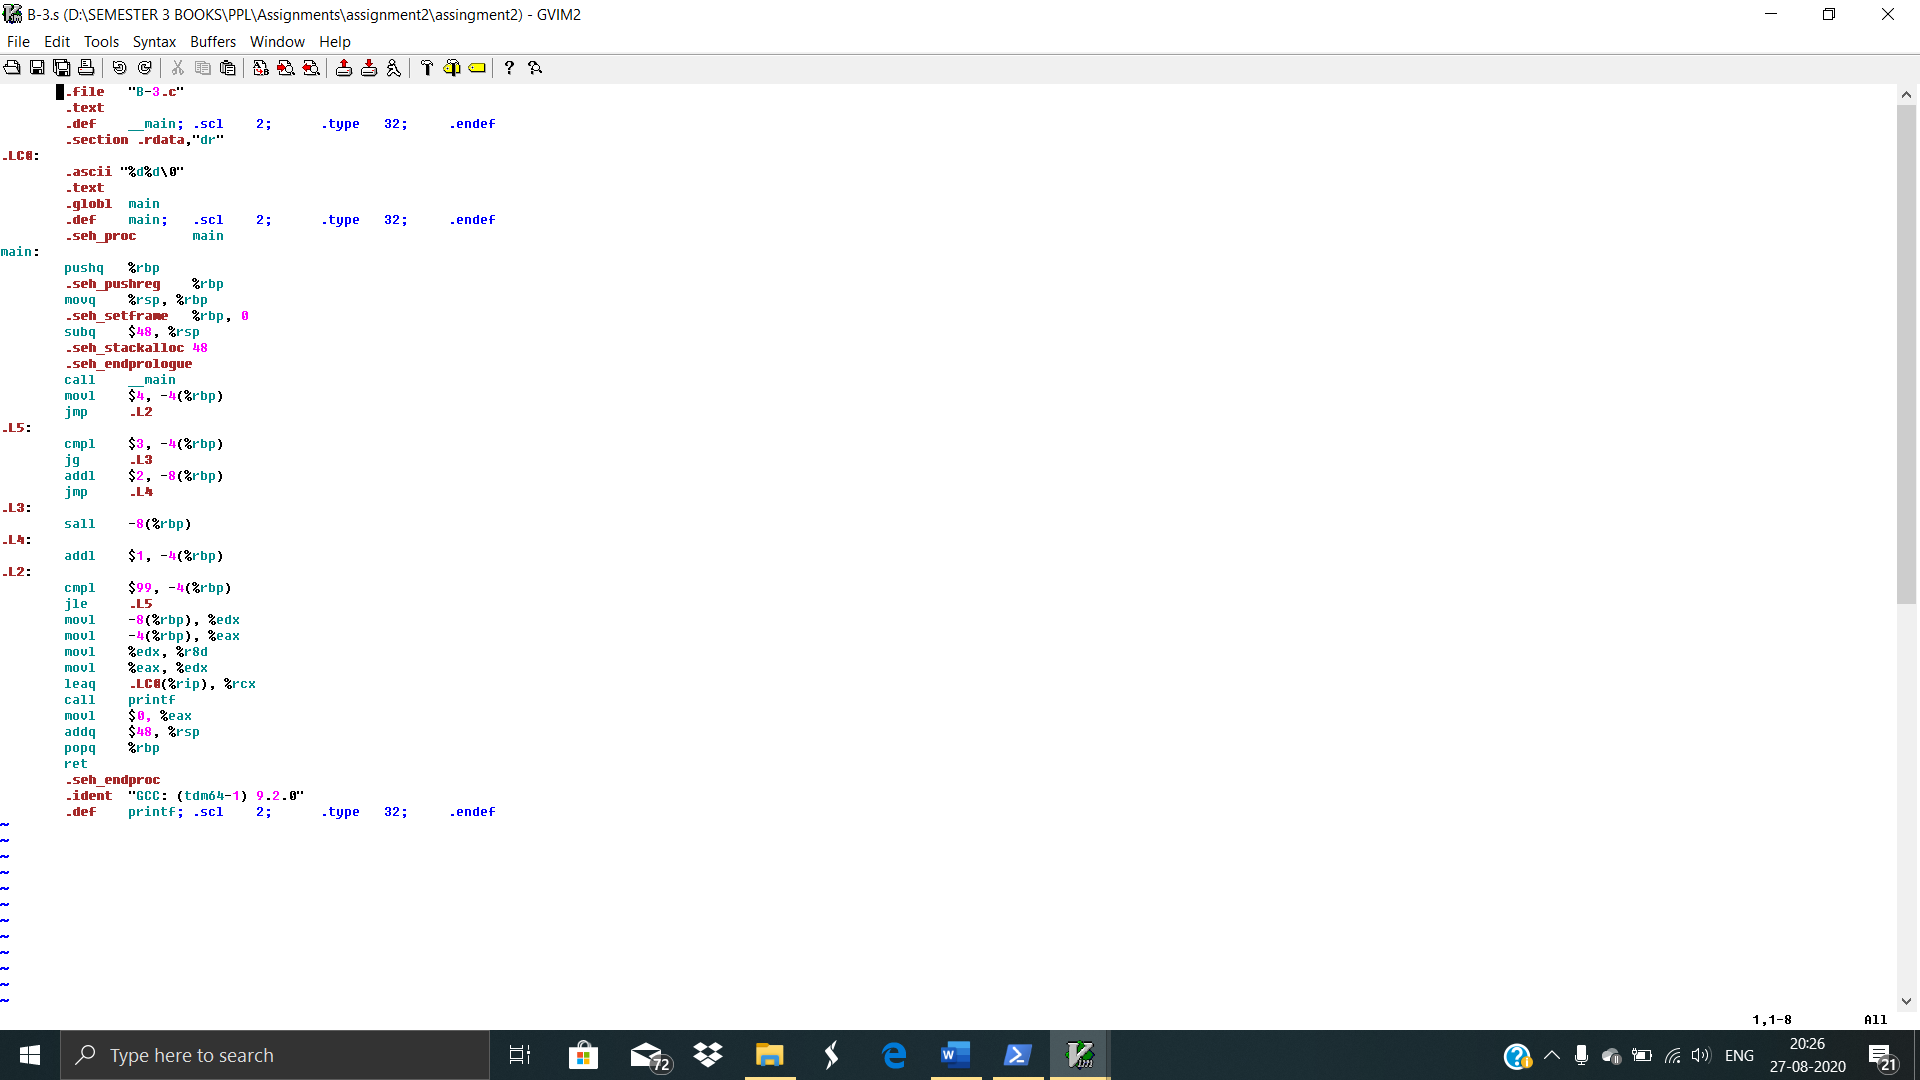 B-3.s (D:\SEMESTER 3 BOOKS\PPL\Assignments\assignment2\assingment2) - GVIM2
File Edit Tools Syntax Buffers Window Help
.file "B-3.c"
.text
.def __main; .scl 2; .type 32; .endef
.section .rdata,"dr"
.LC0:
.ascii "%d%d\0"
.text
.globl main
.def main; .scl 2; .type 32; .endef
.seh_proc main
main:
pushq %rbp
.seh_pushreg %rbp
movq %rsp, %rbp
.seh_setframe %rbp, 0
subq $48, %rsp
.seh_stackalloc 48
.seh_endprologue
call __main
movl $4, -4(%rbp)
jmp .L2
.L5:
cmpl $3, -4(%rbp)
jg .L3
addl $2, -8(%rbp)
jmp .L4
.L3:
sall -8(%rbp)
.L4:
addl $1, -4(%rbp)
.L2:
cmpl $99, -4(%rbp)
jle .L5
movl -8(%rbp), %edx
movl -4(%rbp), %eax
movl %edx, %r8d
movl %eax, %edx
leaq .LC0(%rip), %rcx
call printf
movl $0, %eax
addq $48, %rsp
popq %rbp
ret
.seh_endproc
.ident "GCC: (tdm64-1) 9.2.0"
.def printf; .scl 2; .type 32; .endef
~
~
~
~
~
~
~
~
~
~
~
~
1,1-8 All
Type here to search
72
ENG
20:26
27-08-2020
21